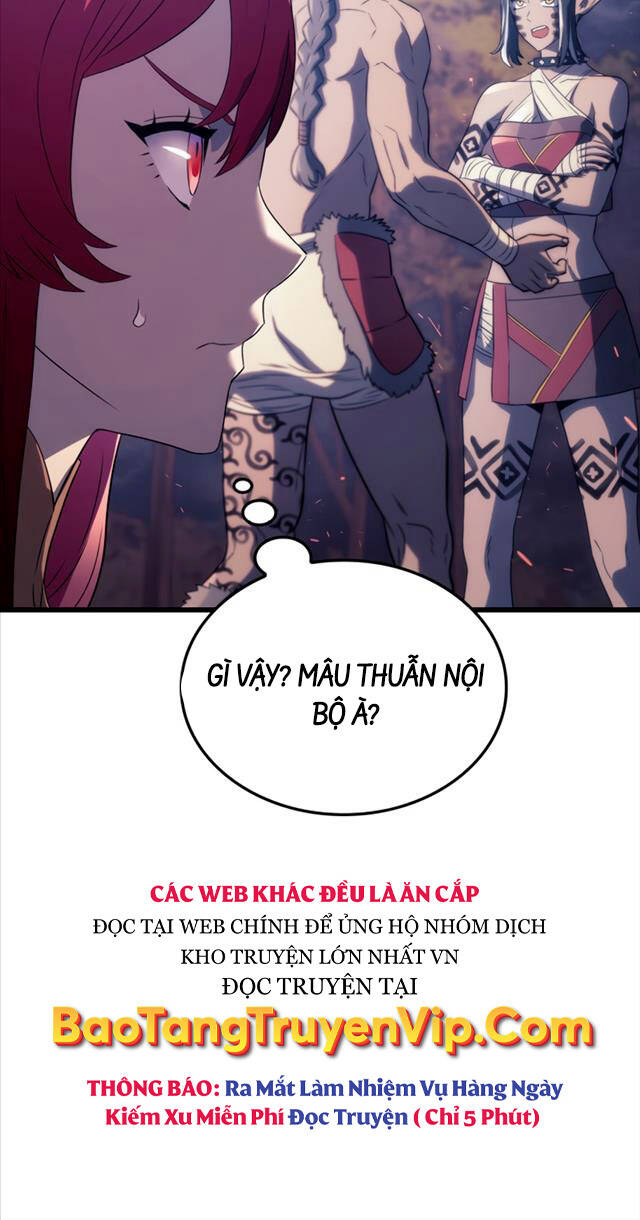 GÌ VẬY? MÂU THUẪN NỘI
BỘ À?
CÁC WEB KHÁC ĐỀU LÀ ĂN CẮP
ĐỌC TẠI WEB CHÍNH ĐỂ ỦNG HỘ NHÓM DỊCH
KHO TRUYỆN LỚN NHẤT VN
ĐỌC TRUYỆN TẠI
BaoTangTruyenVip.Com
THÔNG BÁO: Ra Mắt Làm Nhiệm Vụ Hàng Ngày
Kiếm Xu Miễn Phí Đọc Truyện ( Chỉ 5 Phút)